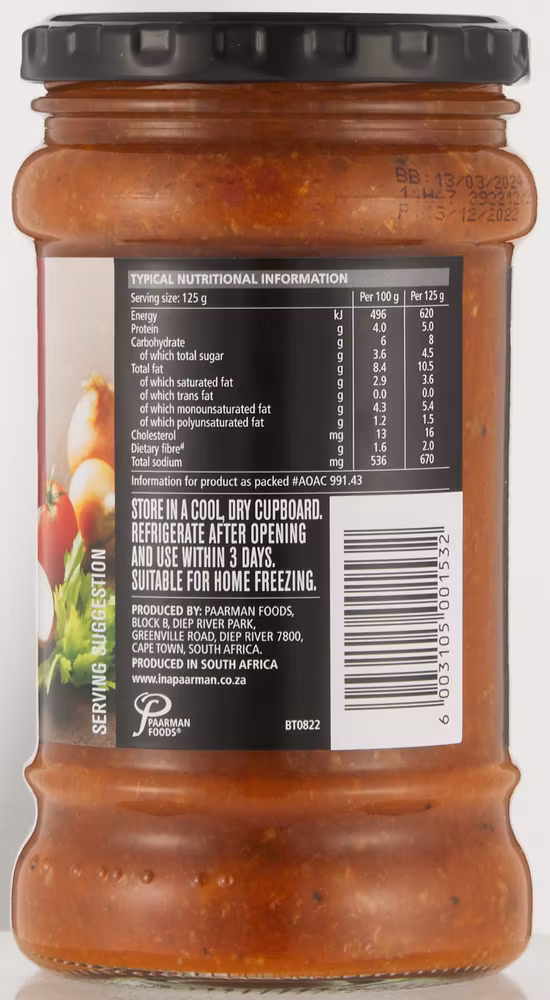 BB:13/03/2024
/12/2022
TYPICAL NUTRITIONAL INFORMATION
Serving size: 125 g Per 100 g Per 125 g
Energy kJ 496 620
Protein g 4.0 5.0
Carbohydrate g 6 8
of which total sugar g 3.6 4.5
Total fat g 8.4 10.5
of which saturated fat g 2.9 3.6
of which trans fat g 0.0 0.0
of which monounsaturated fat g 4.3 5.4
of which polyunsaturated fat g 1.2 1.5
Cholesterol mg 13 16
Dietary fibre# g 1.6 2.0
Total sodium mg 536 670
Information for product as packed #AOAC 991.43
STORE IN A COOL, DRY CUPBOARD.
REFRIGERATE AFTER OPENING
AND USE WITHIN 3 DAYS.
SUITABLE FOR HOME FREEZING.
PRODUCED BY: PAARMAN FOODS,
BLOCK B, DIEP RIVER PARK,
GREENVILLE ROAD, DIEP RIVER 7800,
CAPE TOWN, SOUTH AFRICA.
PRODUCED IN SOUTH AFRICA
www.inapaarman.co.za
PAARMAN
FOODS®
BT0822
SERVING SUGGESTION
6 003105 001532